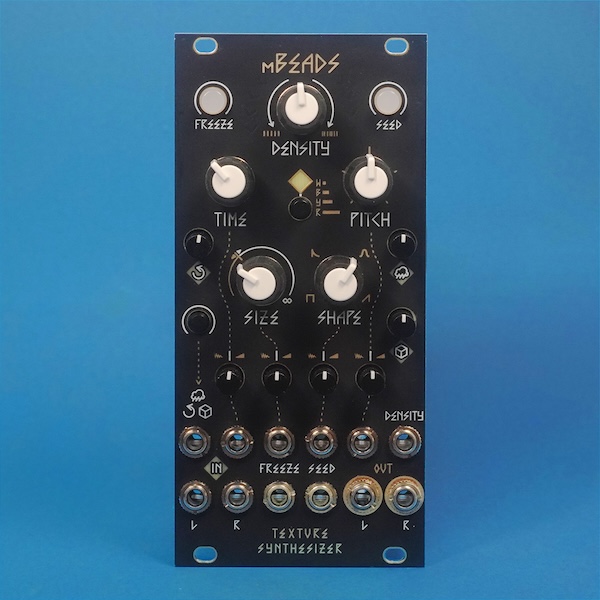 mBEADS
FREEZE
SEED
DENSITY
TIME
PITCH
SIZE
∞
SHAPE
DENSITY
IN
FREEZE SEED
OUT
L
R
L
R
TEXTURE
SYNTHESIZER